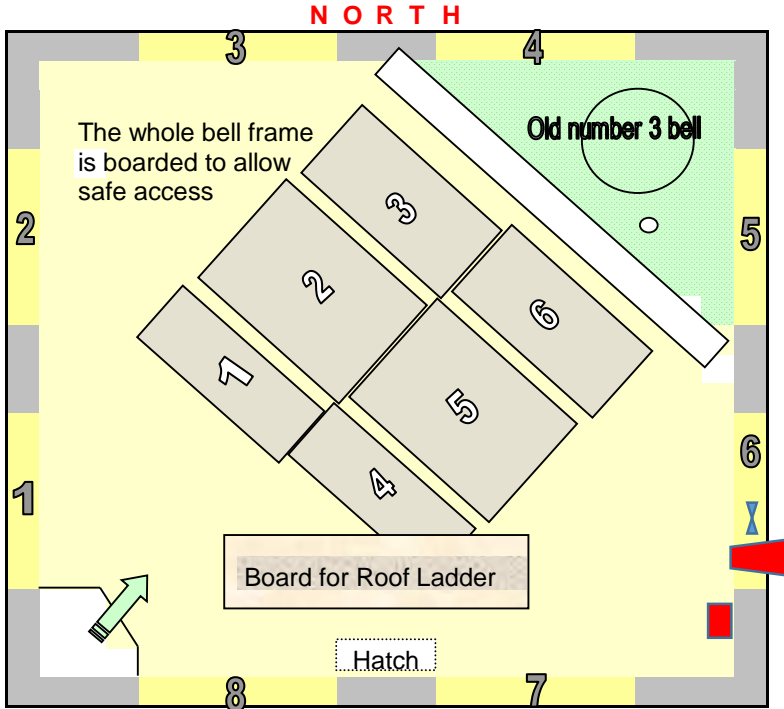 N O R T H
3
4
The whole bell frame
is boarded to allow
safe access
Old number 3 bell
2
5
3
2
6
1
5
4
1
6
Board for Roof Ladder
Hatch
8
7